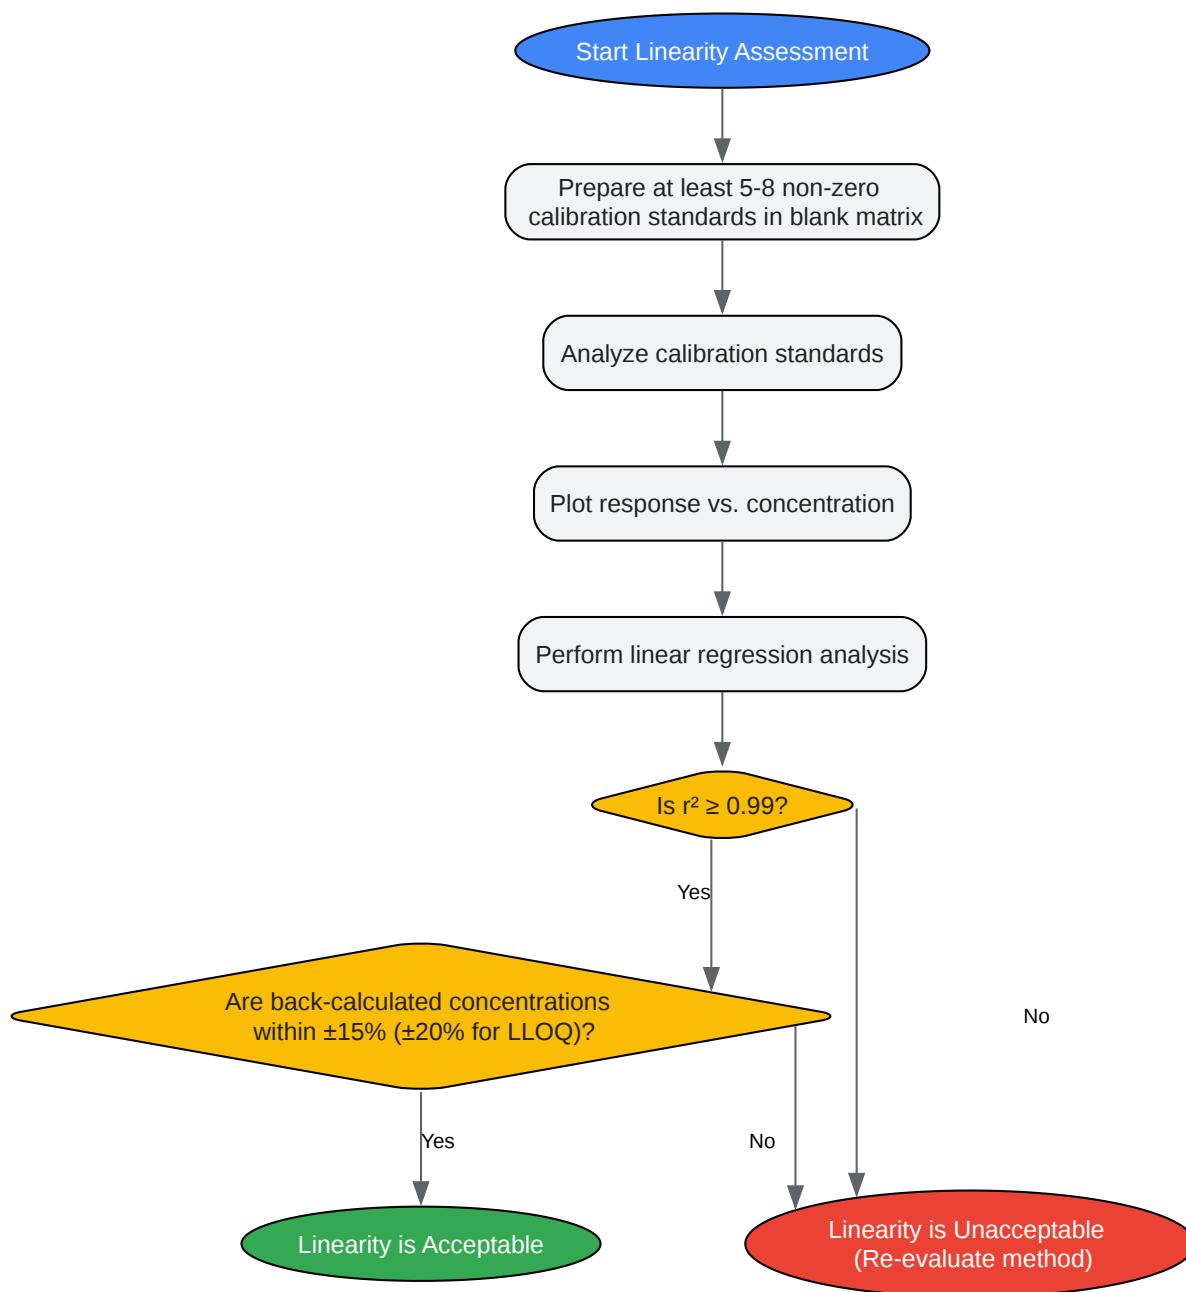 Start Linearity Assessment
Prepare at least 5-8 non-zero
calibration standards in blank matrix
Analyze calibration standards
Plot response vs. concentration
Perform linear regression analysis
Is r² ≥ 0.99?
Yes
Are back-calculated concentrations
within ±15% (±20% for LLOQ)?
No
Yes
No
Linearity is Acceptable
Linearity is Unacceptable
(Re-evaluate method)